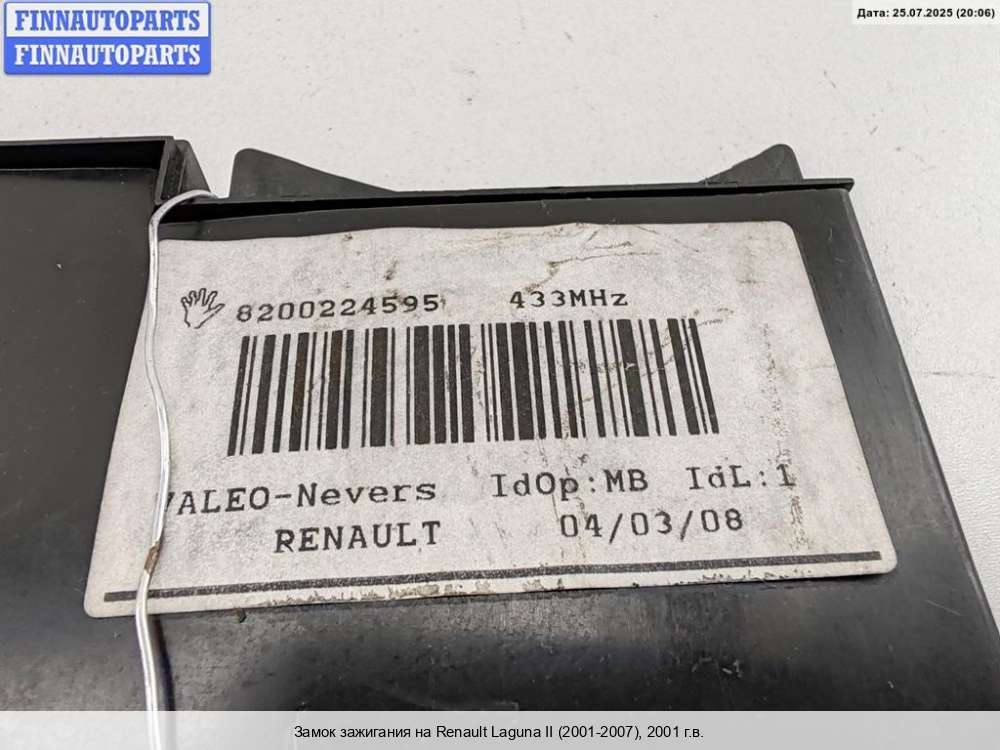 FINNAUTOPARTS
FINNAUTOPARTS
Дата: 25.07.2025 (20:06)
8200224595 433MHz
VALEO-Nevers IdOp:MB IdL:1
RENAULT 04/03/08
Замок зажигания на Renault Laguna II (2001-2007), 2001 г.в.